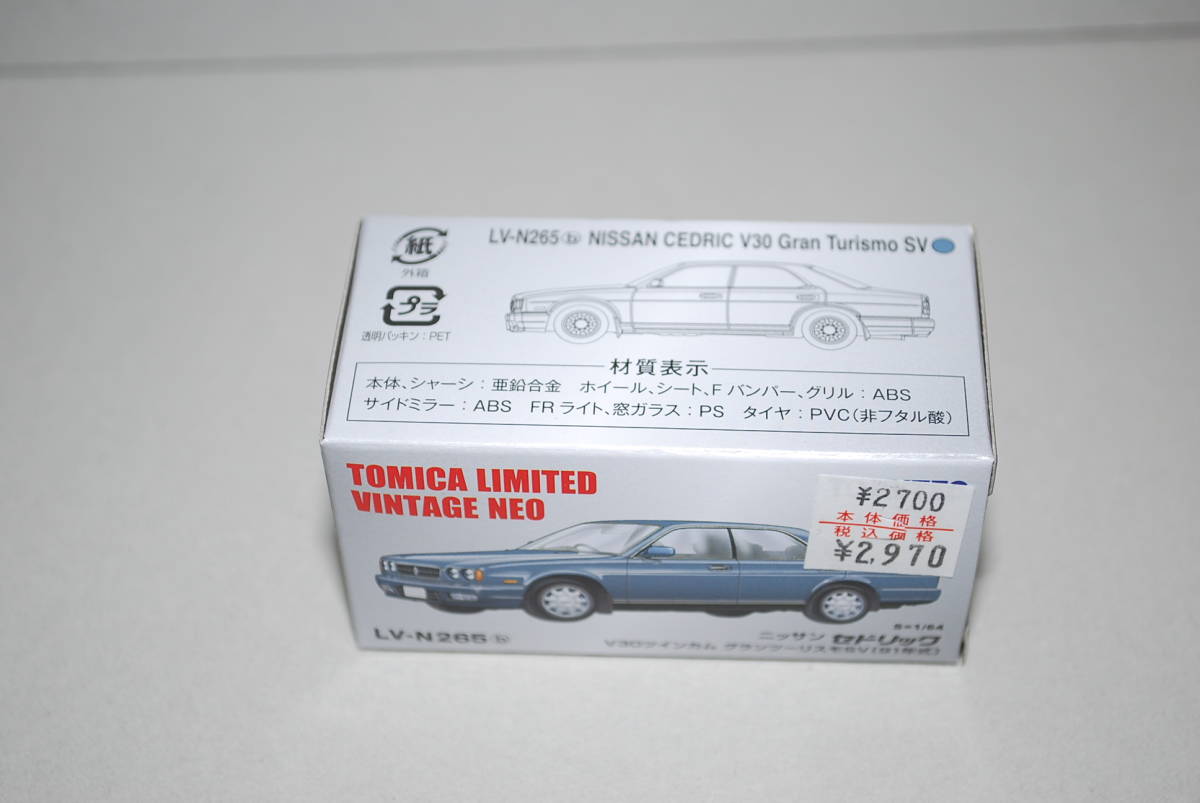 紙
外箱
プラ
透明パッキン：PET
LV-N265ⓑ NISSAN CEDRIC V30 Gran Turismo SV
材質表示
本体、シャーシ：亜鉛合金　ホイール、シート、Fバンパー、グリル：ABS
サイドミラー：ABS　FRライト、窓ガラス：PS　タイヤ：PVC（非フタル酸）
TOMICA LIMITED
VINTAGE NEO
¥2700
本体価格
税込価格
¥2,970
S=1/64
LV-N265ⓑ
ニッサン セドリック
V30ツインカム グランツーリスモSV（91年式）